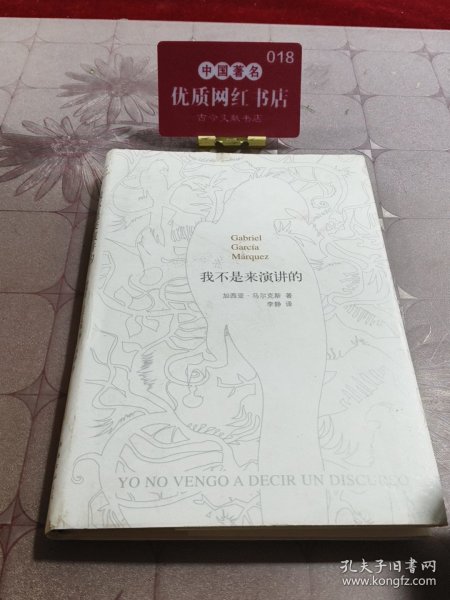 018
中国著名
优质网红书店
古今文献书店
Gabriel
García
Márquez
我不是来演讲的
加西亚·马尔克斯 著
李静 译
YO NO VENGO A DECIR UN DISCURSO
孔夫子旧书网
www.kongfz.com